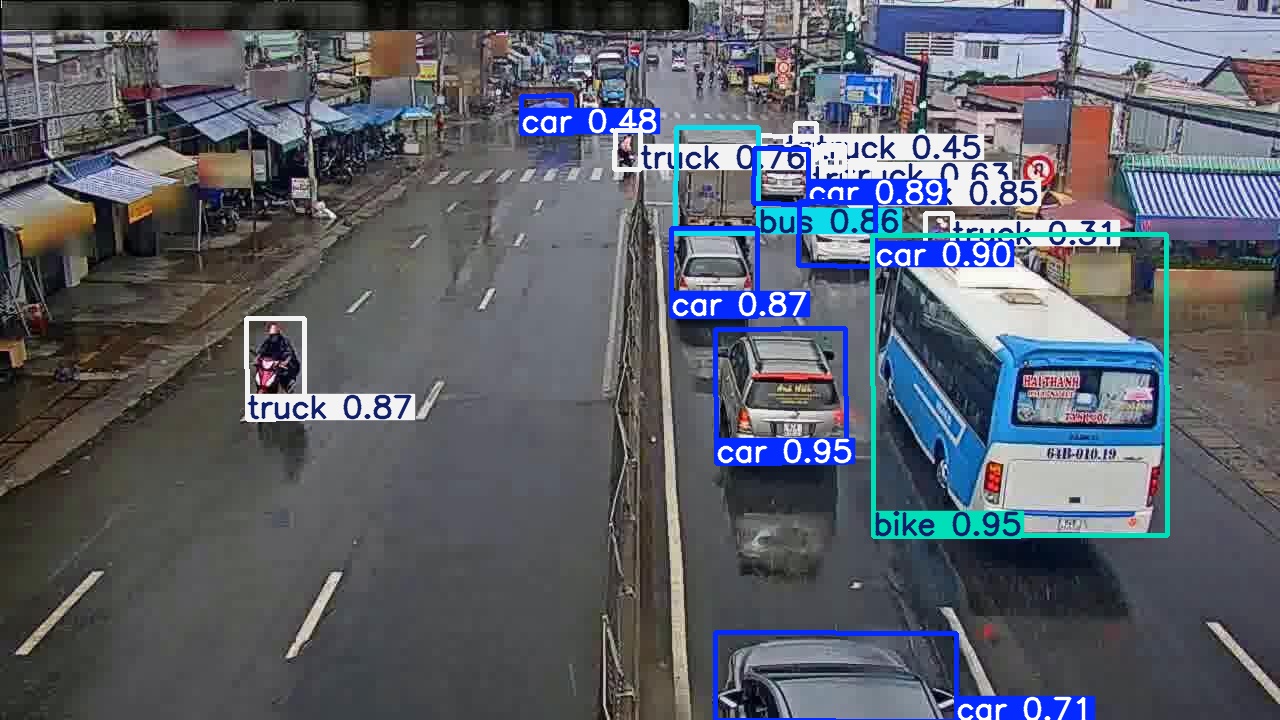 car 0.48
truck 0.76
truck 0.45
0.63
car 0.89
0.85
bus 0.86
truck 0.31
car 0.90
car 0.87
truck 0.87
car 0.95
HAI THANH
TÂN QUỐC
64B-010.19
bike 0.95
car 0.71